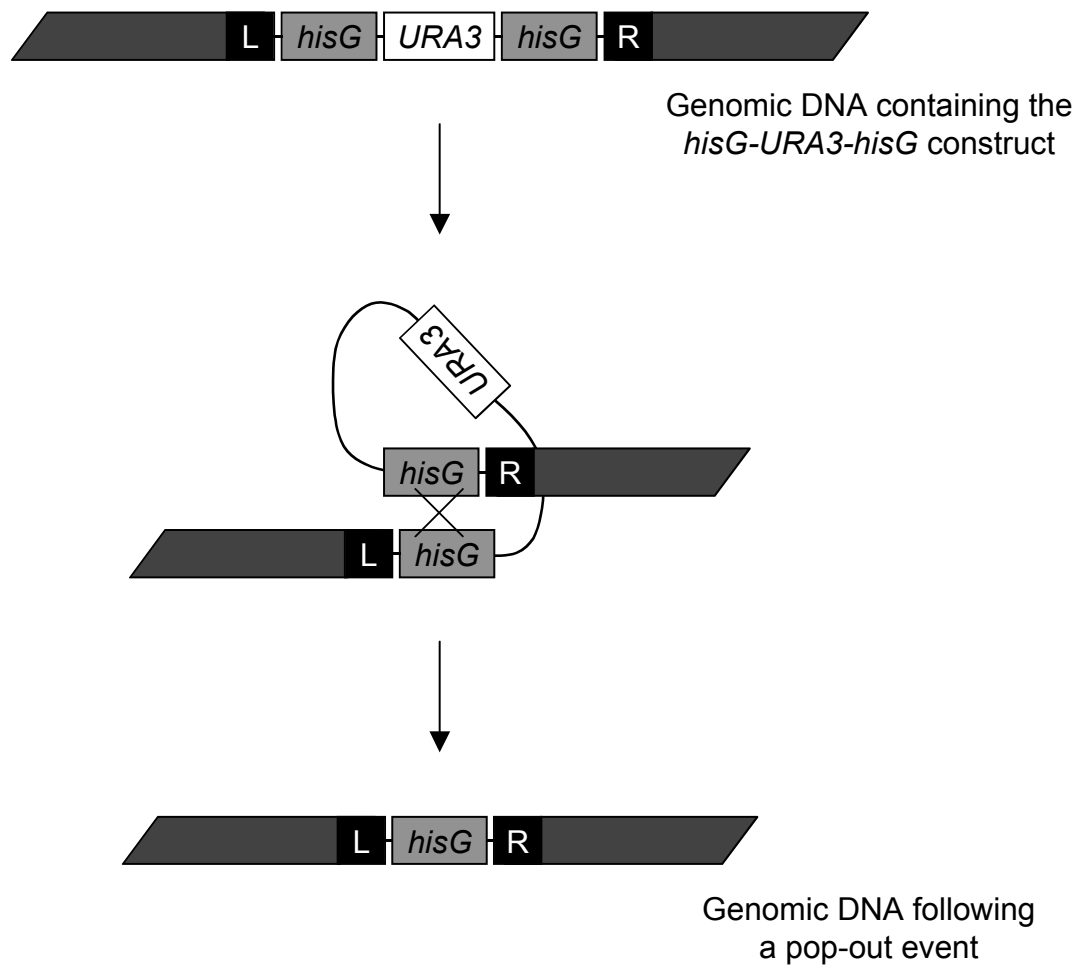 L hisG URA3 hisG R
Genomic DNA containing the
hisG-URA3-hisG construct
URA3
hisG R
L hisG
L hisG R
Genomic DNA following
a pop-out event